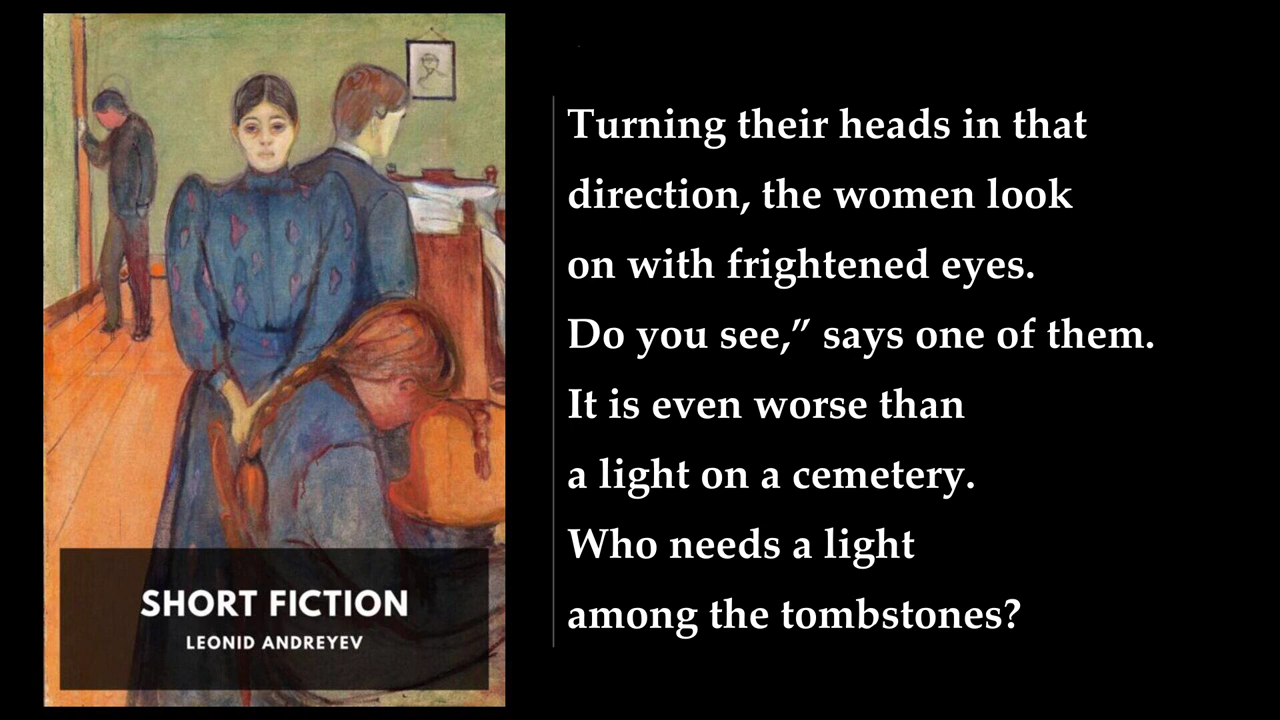 SHORT FICTION
LEONID ANDREYEV
Turning their heads in that
direction, the women look
on with frightened eyes.
Do you see,” says one of them.
It is even worse than
a light on a cemetery.
Who needs a light
among the tombstones?